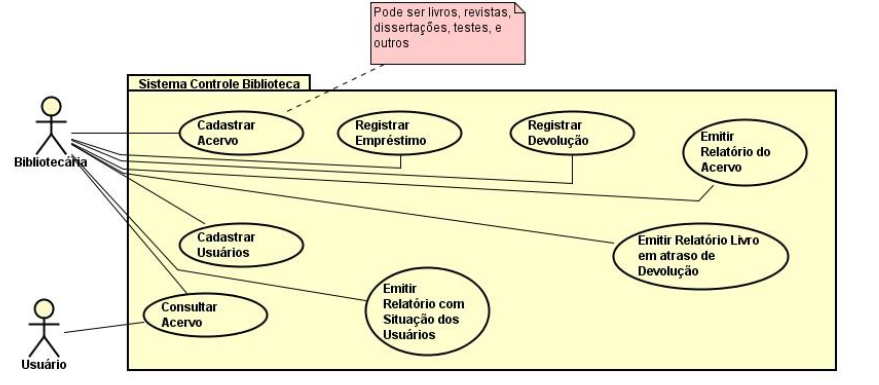 Pode ser livros, revistas,
dissertações, testes, e
outros
Sistema Controle Biblioteca
Cadastrar
Acervo
Registrar
Empréstimo
Registrar
Devolução
Emitir
Relatório do
Acervo
Bibliotecária
Cadastrar
Usuários
Emitir Relatório Livro
em atraso de
Devolução
Emitir
Relatório com
Situação dos
Usuários
Consultar
Acervo
Usuário